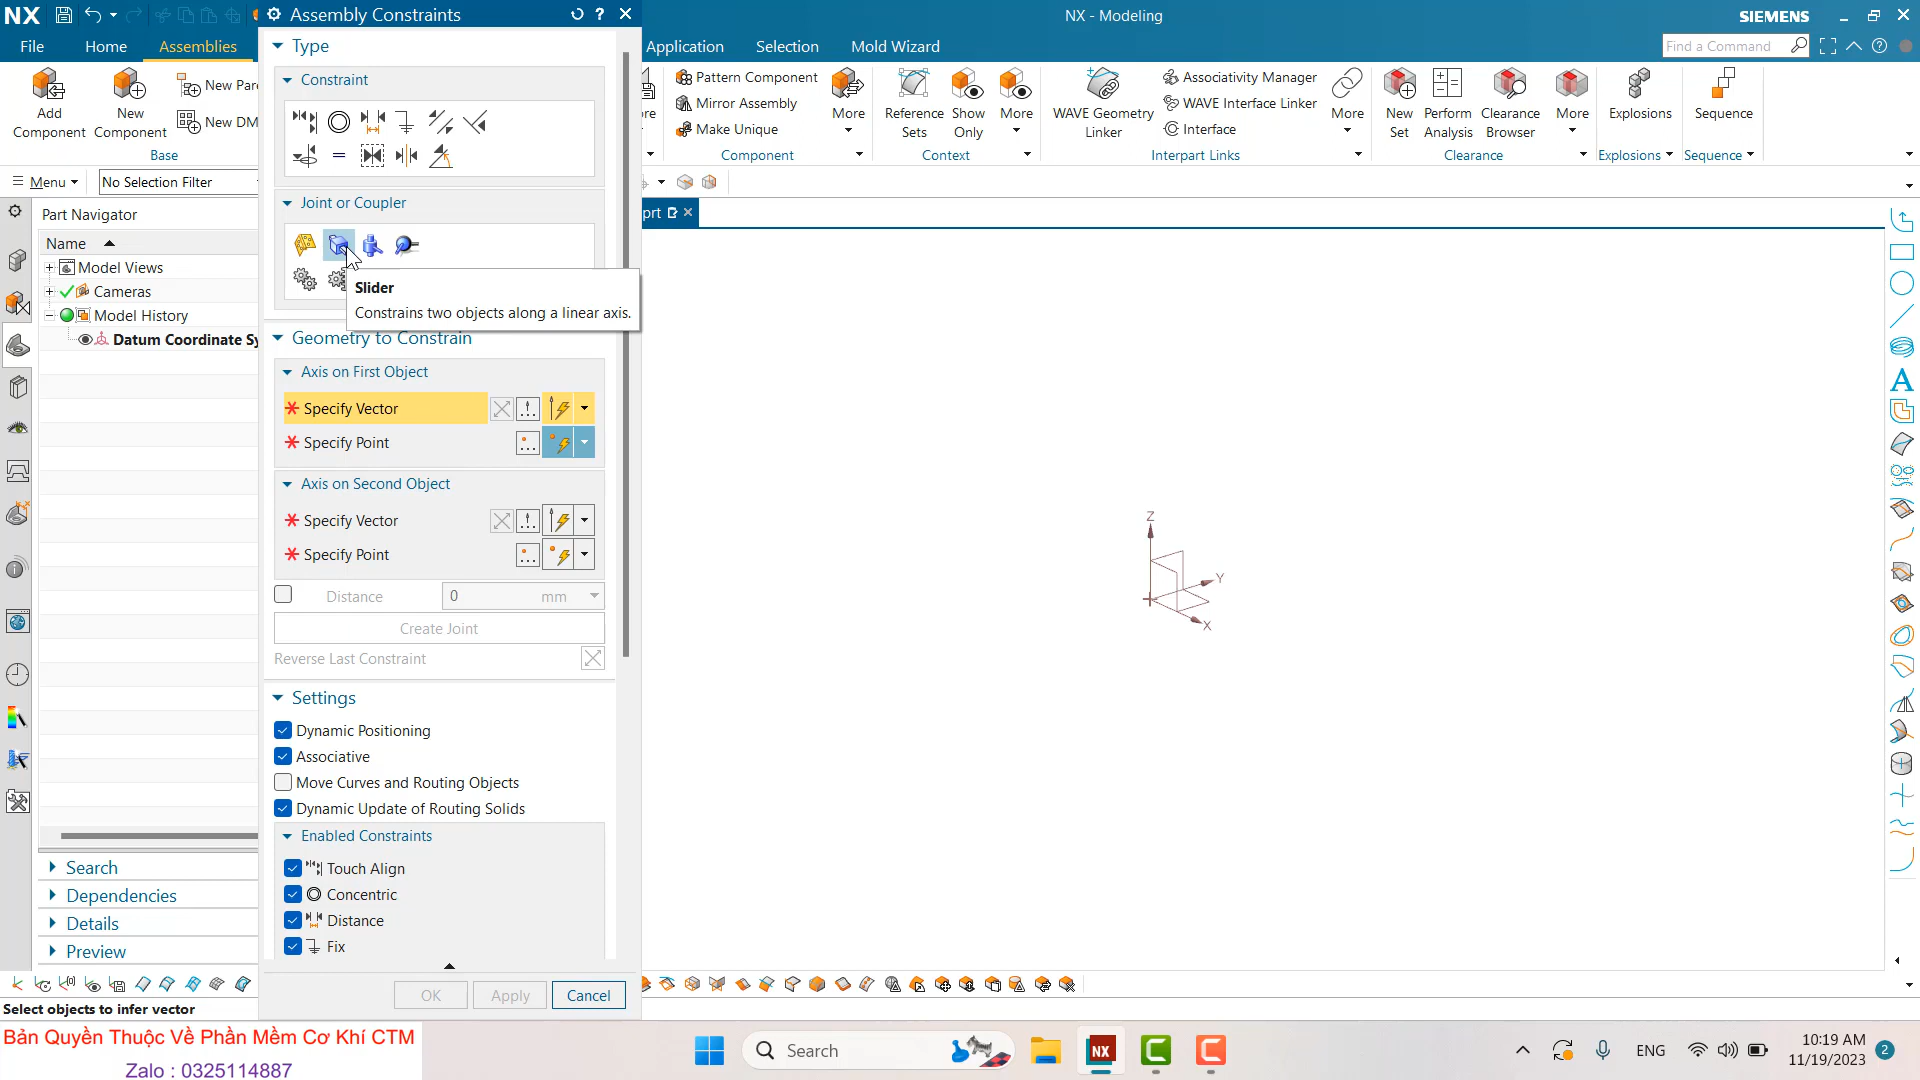 NX
Assembly Constraints
NX - Modeling
SIEMENS
File
Home
Assemblies
Application
Selection
Mold Wizard
Find a Command
Add Component
New Component
New Pare
New DM
Base
Type
Constraint
Joint or Coupler
Slider
Constrains two objects along a linear axis.
Geometry to Constrain
Axis on First Object
Specify Vector
Specify Point
Axis on Second Object
Specify Vector
Specify Point
Distance
0
mm
Create Joint
Reverse Last Constraint
Settings
Dynamic Positioning
Associative
Move Curves and Routing Objects
Dynamic Update of Routing Solids
Enabled Constraints
Touch Align
Concentric
Distance
Fix
OK
Apply
Cancel
re
Pattern Component
Mirror Assembly
Make Unique
More
Component
Reference Sets
Show Only
More
Context
WAVE Geometry Linker
Associativity Manager
WAVE Interface Linker
Interface
More
Interpart Links
New Set
Perform Analysis
Clearance Browser
More
Clearance
Explosions
Explosions
Sequence
Sequence
Menu
No Selection Filter
prt
Part Navigator
Name
Model Views
Cameras
Model History
Datum Coordinate Sy
Search
Dependencies
Details
Preview
Z
Y
X
Select objects to infer vector
Bản Quyền Thuộc Về Phần Mềm Cơ Khí CTM
Zalo : 0325114887
Search
NX
ENG
10:19 AM
11/19/2023
2